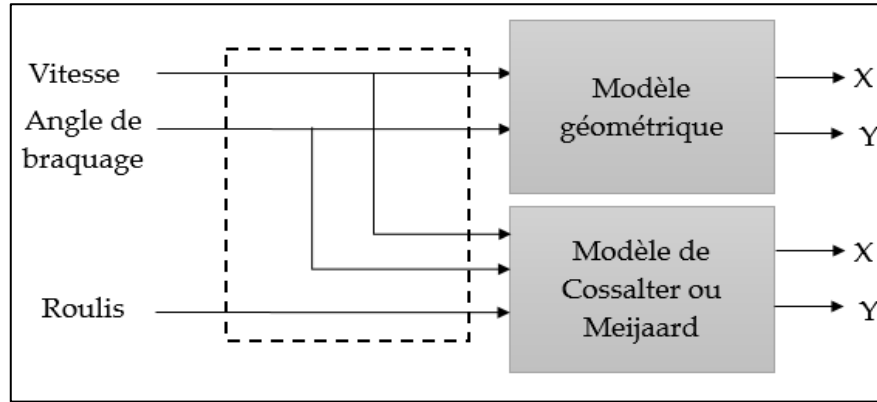 Vitesse
Angle de
braquage
Roulis
Modèle
géométrique
X
Y
Modèle de
Cossalter ou
Meijaard
X
Y